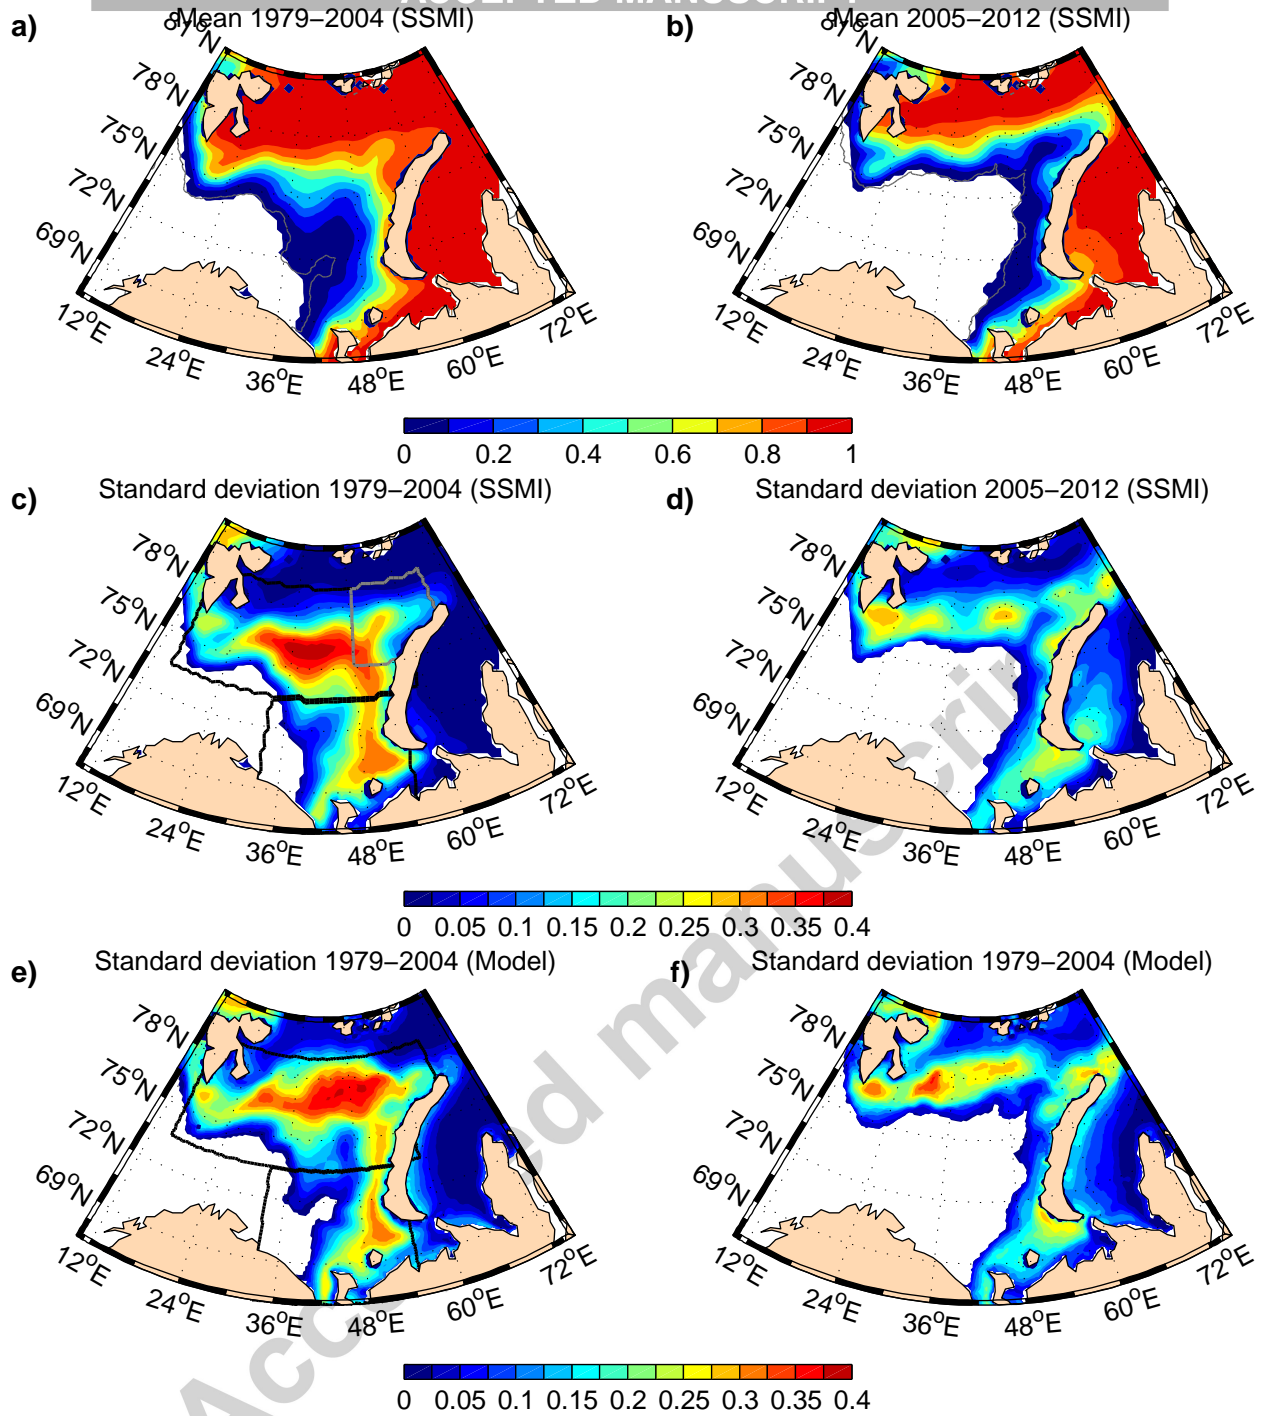 ACCEPTED MANUSCRIPT
a) Mean 1979−2004 (SSMI)
b) Mean 2005−2012 (SSMI)
81°N
78°N
75°N
72°N
69°N
12°E
24°E
36°E
48°E
60°E
72°E
81°N
78°N
75°N
72°N
69°N
12°E
24°E
36°E
48°E
60°E
72°E
0 0.2 0.4 0.6 0.8 1
c) Standard deviation 1979−2004 (SSMI)
d) Standard deviation 2005−2012 (SSMI)
78°N
75°N
72°N
69°N
12°E
24°E
36°E
48°E
60°E
72°E
78°N
75°N
72°N
69°N
12°E
24°E
36°E
48°E
60°E
72°E
0 0.05 0.1 0.15 0.2 0.25 0.3 0.35 0.4
e) Standard deviation 1979−2004 (Model)
f) Standard deviation 1979−2004 (Model)
78°N
75°N
72°N
69°N
12°E
24°E
36°E
48°E
60°E
72°E
78°N
75°N
72°N
69°N
12°E
24°E
36°E
48°E
60°E
72°E
0 0.05 0.1 0.15 0.2 0.25 0.3 0.35 0.4
Accepted manuscrip